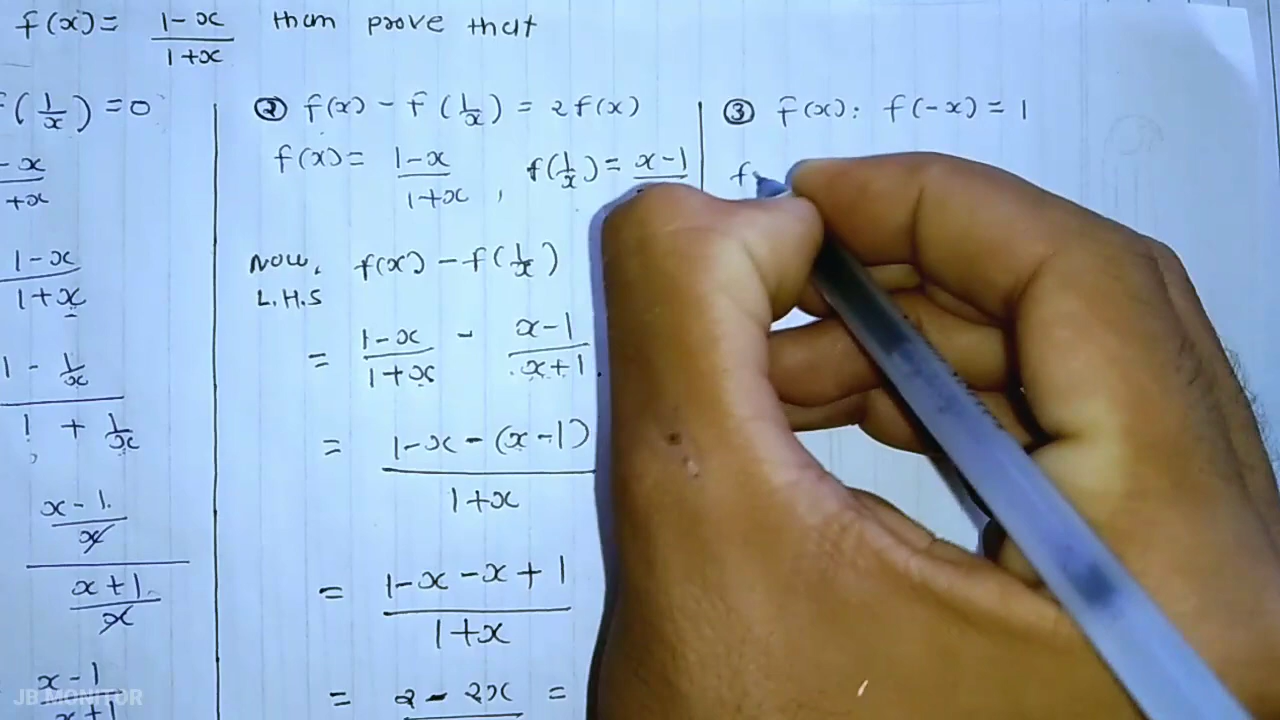 f(x) = 1-x / 1+x then prove that
f(1/x) = 0
-x / +x
1-x / 1+x
1 - 1/x / 1 + 1/x
x-1 / x / x+1 / x
x-1 / x+1
② f(x) - f(1/x) = 2f(x)
f(x) = 1-x / 1+x , f(1/x) = x-1
Now, f(x) - f(1/x)
L.H.S
= 1-x / 1+x - x-1 / x+1
= 1-x-(x-1) / 1+x
= 1-x-x+1 / 1+x
= 2-2x =
③ f(x): f(-x) = 1
f
JB MONITOR